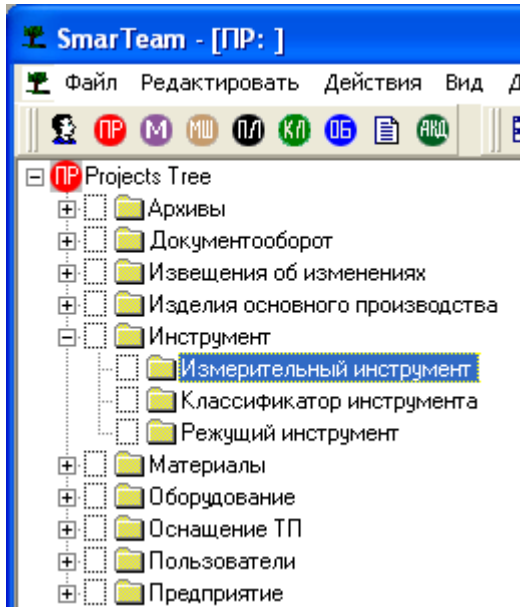 SmarTeam - [ПР: ]
Файл Редактировать Действия Вид Д
ПР М МШ ПЛ КЛ ОБ АКД
ПР Projects Tree
Архивы
Документооборот
Извещения об изменениях
Изделия основного производства
Инструмент
Измерительный инструмент
Классификатор инструмента
Режущий инструмент
Материалы
Оборудование
Оснащение ТП
Пользователи
Предприятие